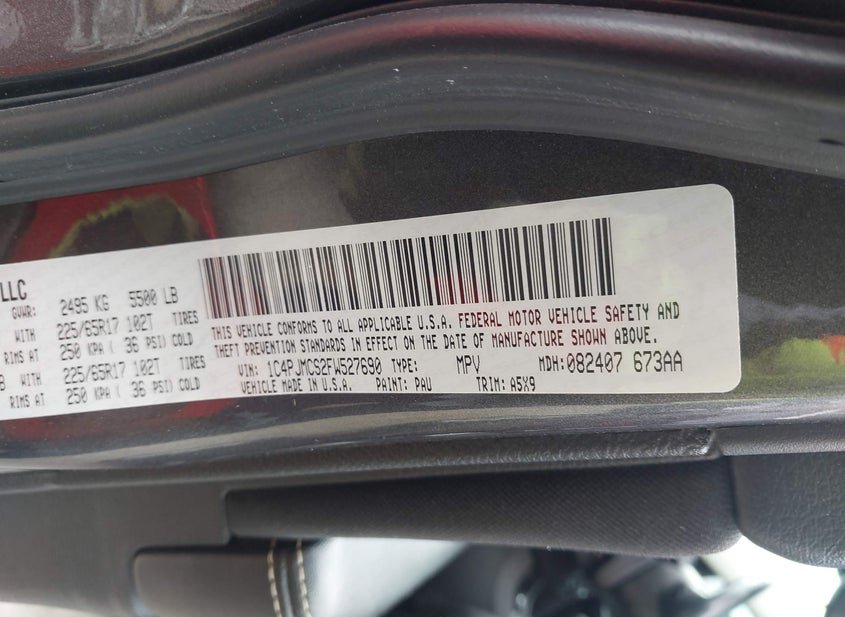 LLC
GVWR: 2495 KG 5500 LB
WITH 225/65R17 102T TIRES
RIMS AT 250 KPA ( 36 PSI) COLD
B WITH 225/65R17 102T TIRES
RIMS AT 250 KPA ( 36 PSI) COLD
THIS VEHICLE CONFORMS TO ALL APPLICABLE U.S.A. FEDERAL MOTOR VEHICLE SAFETY AND
THEFT PREVENTION STANDARDS IN EFFECT ON THE DATE OF MANUFACTURE SHOWN ABOVE.
VIN: 1C4PJMCS2FW527690 TYPE: MPV MDH:082407 673AA
VEHICLE MADE IN U.S.A. PAINT: PAU TRIM: A5X9